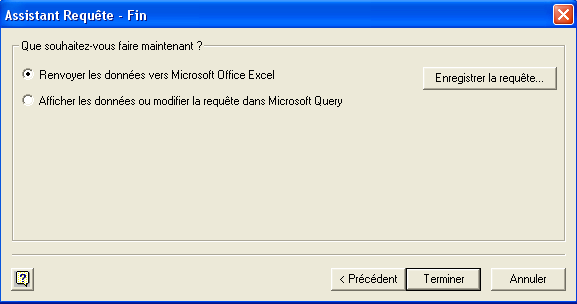 Assistant Requête - Fin
Que souhaitez-vous faire maintenant ?
Renvoyer les données vers Microsoft Office Excel
Enregistrer la requête...
Afficher les données ou modifier la requête dans Microsoft Query
?
< Précédent
Terminer
Annuler